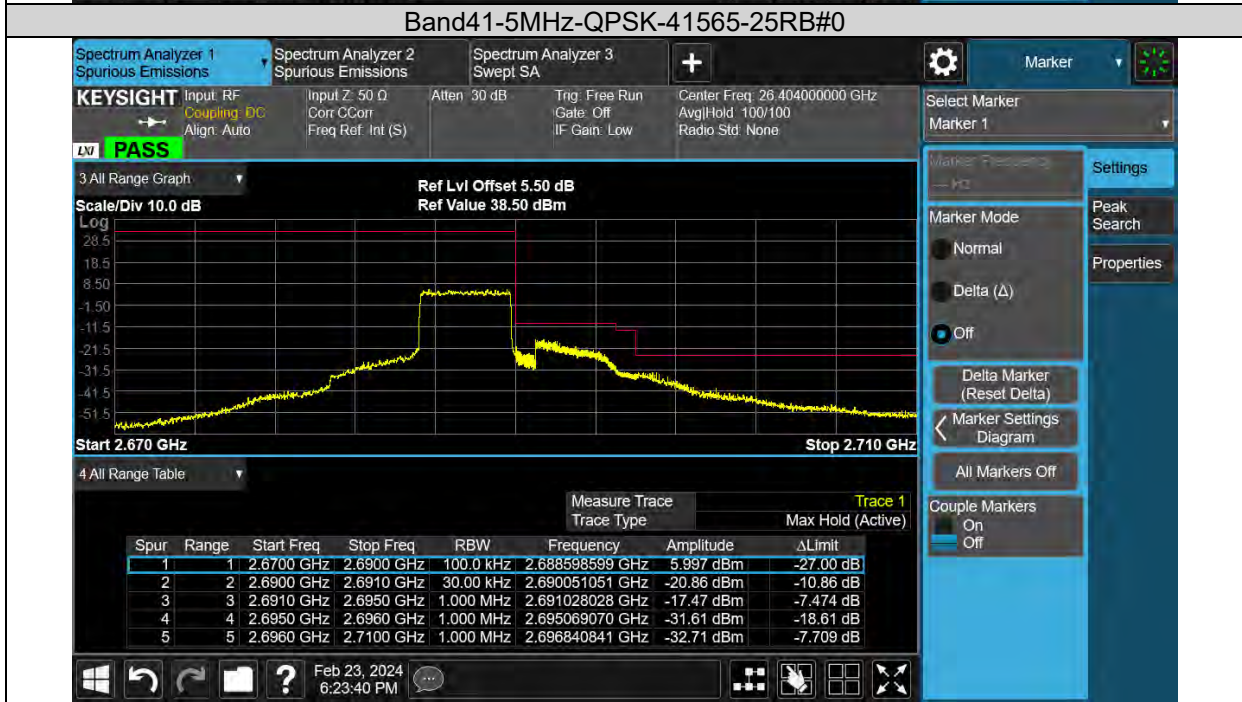 Band41-5MHz-QPSK-41565-25RB#0
Spectrum Analyzer 1
Spurious Emissions
Spectrum Analyzer 2
Spurious Emissions
Spectrum Analyzer 3
Swept SA
+
Marker
KEYSIGHT
Input: RF
Coupling: DC
Align: Auto
Input Z: 50 Ω
Corr CCorr
Freq Ref: Int (S)
Atten: 30 dB
Trig: Free Run
Gate: Off
IF Gain: Low
Center Freq: 26.404000000 GHz
Avg|Hold: 100/100
Radio Std: None
LXI PASS
Select Marker
Marker 1
3 All Range Graph
Ref Lvl Offset 5.50 dB
Scale/Div 10.0 dB
Ref Value 38.50 dBm
Log
28.5
18.5
8.50
-1.50
-11.5
-21.5
-31.5
-41.5
-51.5
Start 2.670 GHz
Stop 2.710 GHz
Marker Frequency
--- Hz
Settings
Marker Mode
Peak
Search
Normal
Properties
Delta (Δ)
Off
Delta Marker
(Reset Delta)
Marker Settings
Diagram
All Markers Off
Couple Markers
On
Off
4 All Range Table
Measure Trace Trace 1
Trace Type Max Hold (Active)
Spur Range Start Freq Stop Freq RBW Frequency Amplitude ΔLimit
1 1 2.6700 GHz 2.6900 GHz 100.0 kHz 2.688598599 GHz 5.997 dBm -27.00 dB
2 2 2.6900 GHz 2.6910 GHz 30.00 kHz 2.690051051 GHz -20.86 dBm -10.86 dB
3 3 2.6910 GHz 2.6950 GHz 1.000 MHz 2.691028028 GHz -17.47 dBm -7.474 dB
4 4 2.6950 GHz 2.6960 GHz 1.000 MHz 2.695069070 GHz -31.61 dBm -18.61 dB
5 5 2.6960 GHz 2.7100 GHz 1.000 MHz 2.696840841 GHz -32.71 dBm -7.709 dB
?
Feb 23, 2024
6:23:40 PM